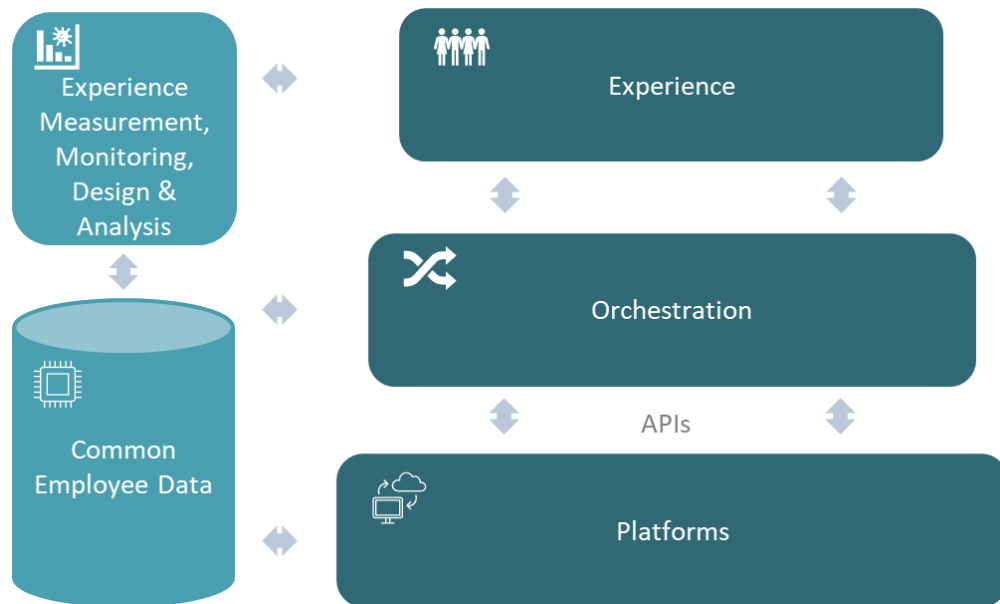 Experience
Measurement,
Monitoring,
Design &
Analysis
Experience
Orchestration
APIs
Common
Employee Data
Platforms